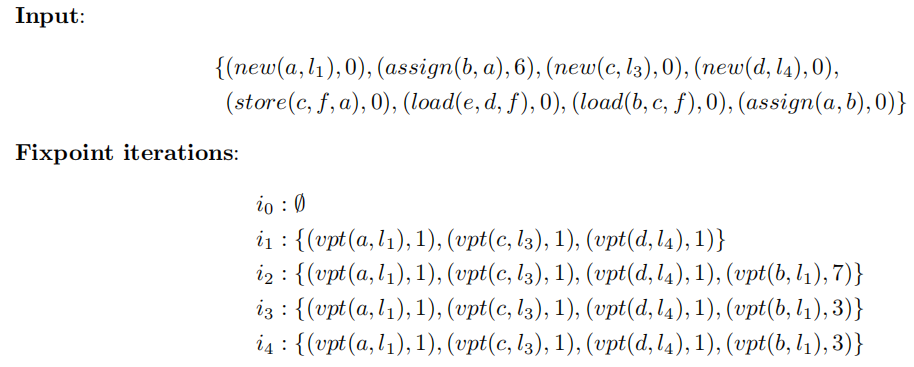 Input:
{(new(a, l₁), 0), (assign(b, a), 6), (new(c, l₃), 0), (new(d, l₄), 0),
(store(c, f, a), 0), (load(e, d, f), 0), (load(b, c, f), 0), (assign(a, b), 0)}
Fixpoint iterations:
i₀ : ∅
i₁ : {(vpt(a, l₁), 1), (vpt(c, l₃), 1), (vpt(d, l₄), 1)}
i₂ : {(vpt(a, l₁), 1), (vpt(c, l₃), 1), (vpt(d, l₄), 1), (vpt(b, l₁), 7)}
i₃ : {(vpt(a, l₁), 1), (vpt(c, l₃), 1), (vpt(d, l₄), 1), (vpt(b, l₁), 3)}
i₄ : {(vpt(a, l₁), 1), (vpt(c, l₃), 1), (vpt(d, l₄), 1), (vpt(b, l₁), 3)}